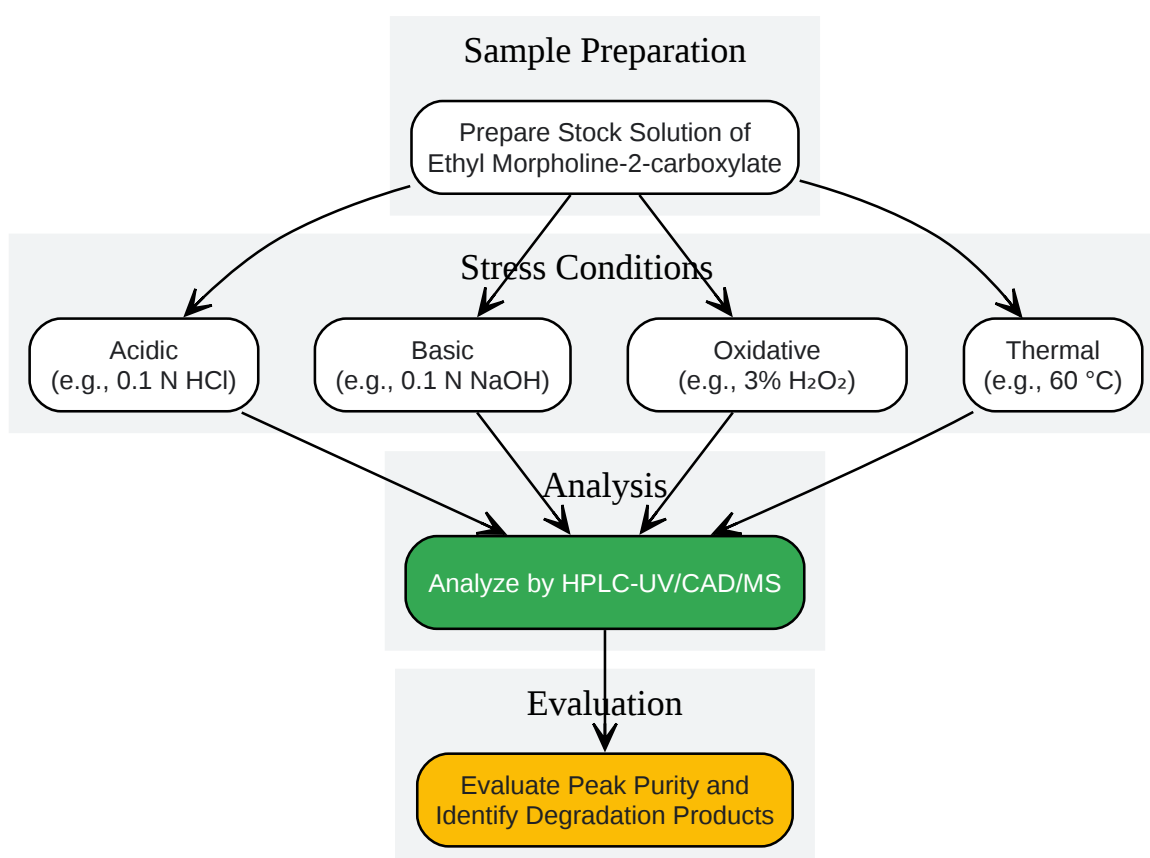 Sample Preparation
Prepare Stock Solution of
Ethyl Morpholine-2-carboxylate
Stress Conditions
Acidic
(e.g., 0.1 N HCl)
Basic
(e.g., 0.1 N NaOH)
Oxidative
(e.g., 3% H₂O₂)
Thermal
(e.g., 60 °C)
Analysis
Analyze by HPLC-UV/CAD/MS
Evaluation
Evaluate Peak Purity and
Identify Degradation Products